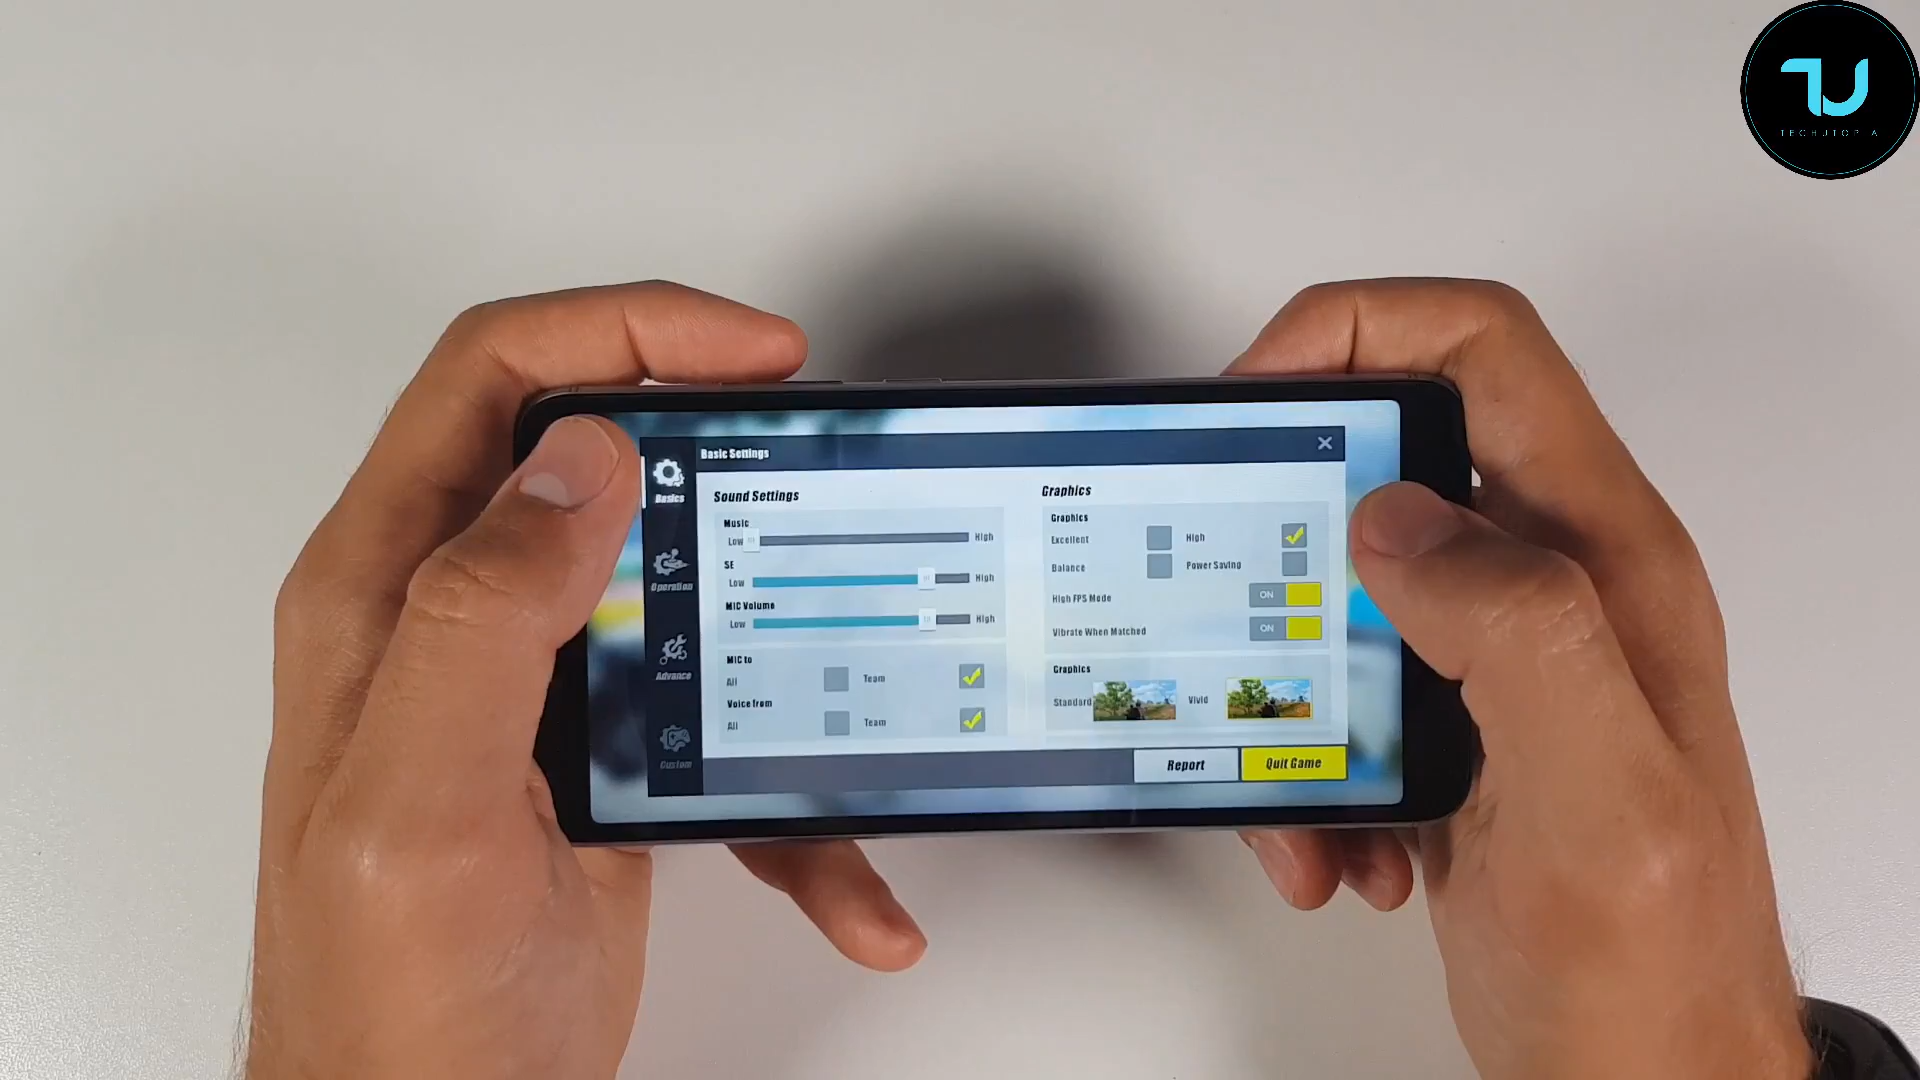 TECHUTOPIA
Basic Settings
Basics
Operation
Advance
Custom
Sound Settings
Music
Low High
SE
Low High
MIC Volume
Low High
MIC to
All Team
Voice from
All Team
Graphics
Graphics
Excellent High
Balance Power Saving
High FPS Mode ON
Vibrate When Matched ON
Graphics
Standard Vivid
Report Quit Game